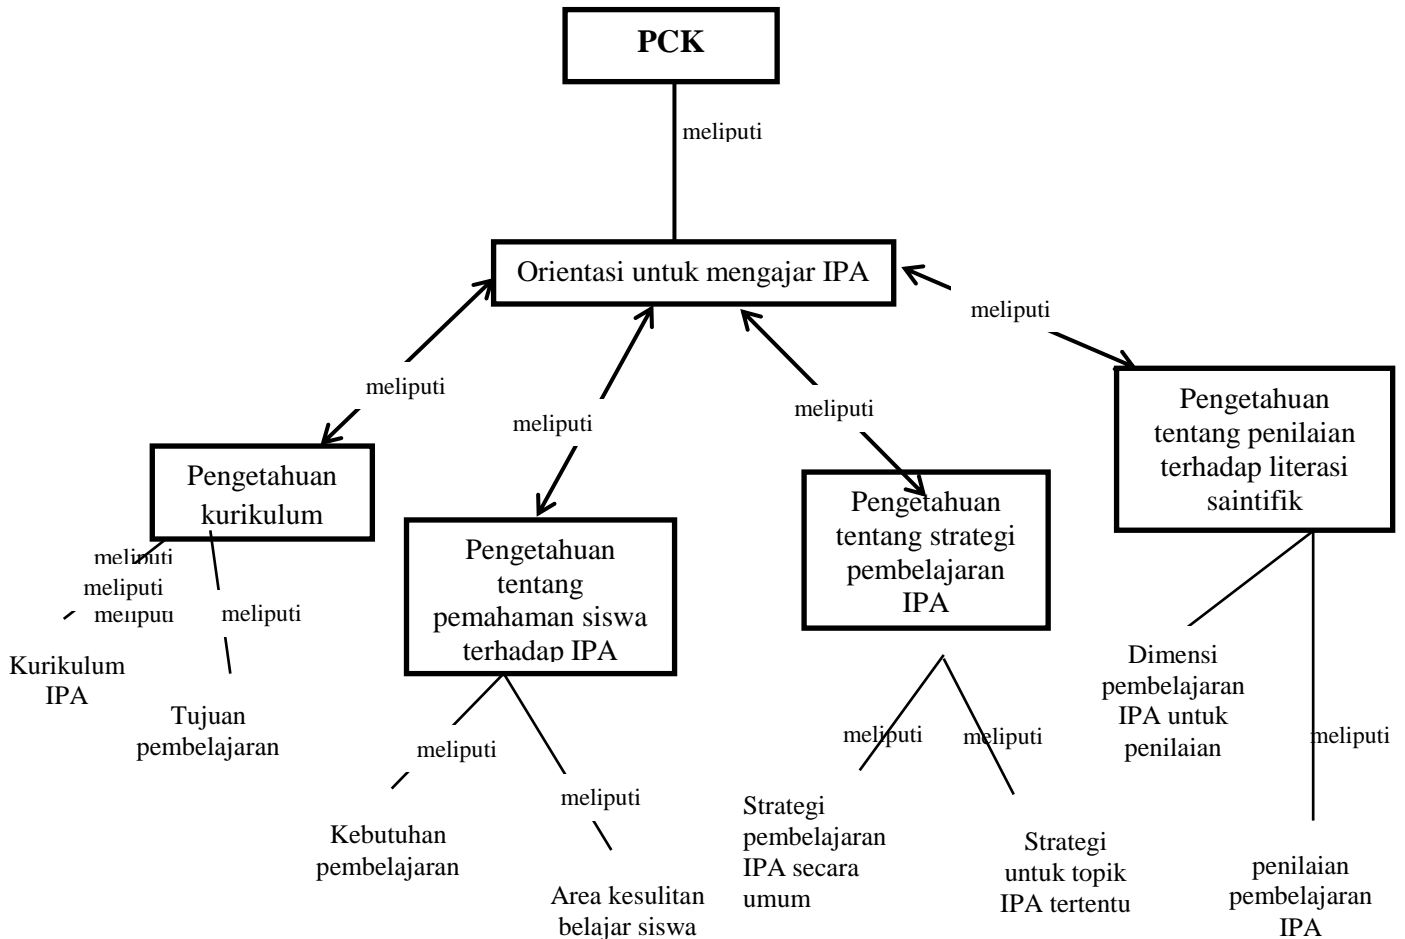 PCK
meliputi
Orientasi untuk mengajar IPA
meliputi
meliputi
meliputi
meliputi
Pengetahuan
kurikulum
Pengetahuan
tentang
pemahaman siswa
terhadap IPA
Pengetahuan
tentang strategi
pembelajaran
IPA
Pengetahuan
tentang penilaian
terhadap literasi
saintifik
meliputi
meliputi
meliputi
meliputi
Kurikulum
IPA
Tujuan
pembelajaran
meliputi
meliputi
Kebutuhan
pembelajaran
Area kesulitan
belajar siswa
meliputi
meliputi
Strategi
pembelajaran
IPA secara
umum
Strategi
untuk topik
IPA tertentu
Dimensi
pembelajaran
IPA untuk
penilaian
meliputi
penilaian
pembelajaran
IPA